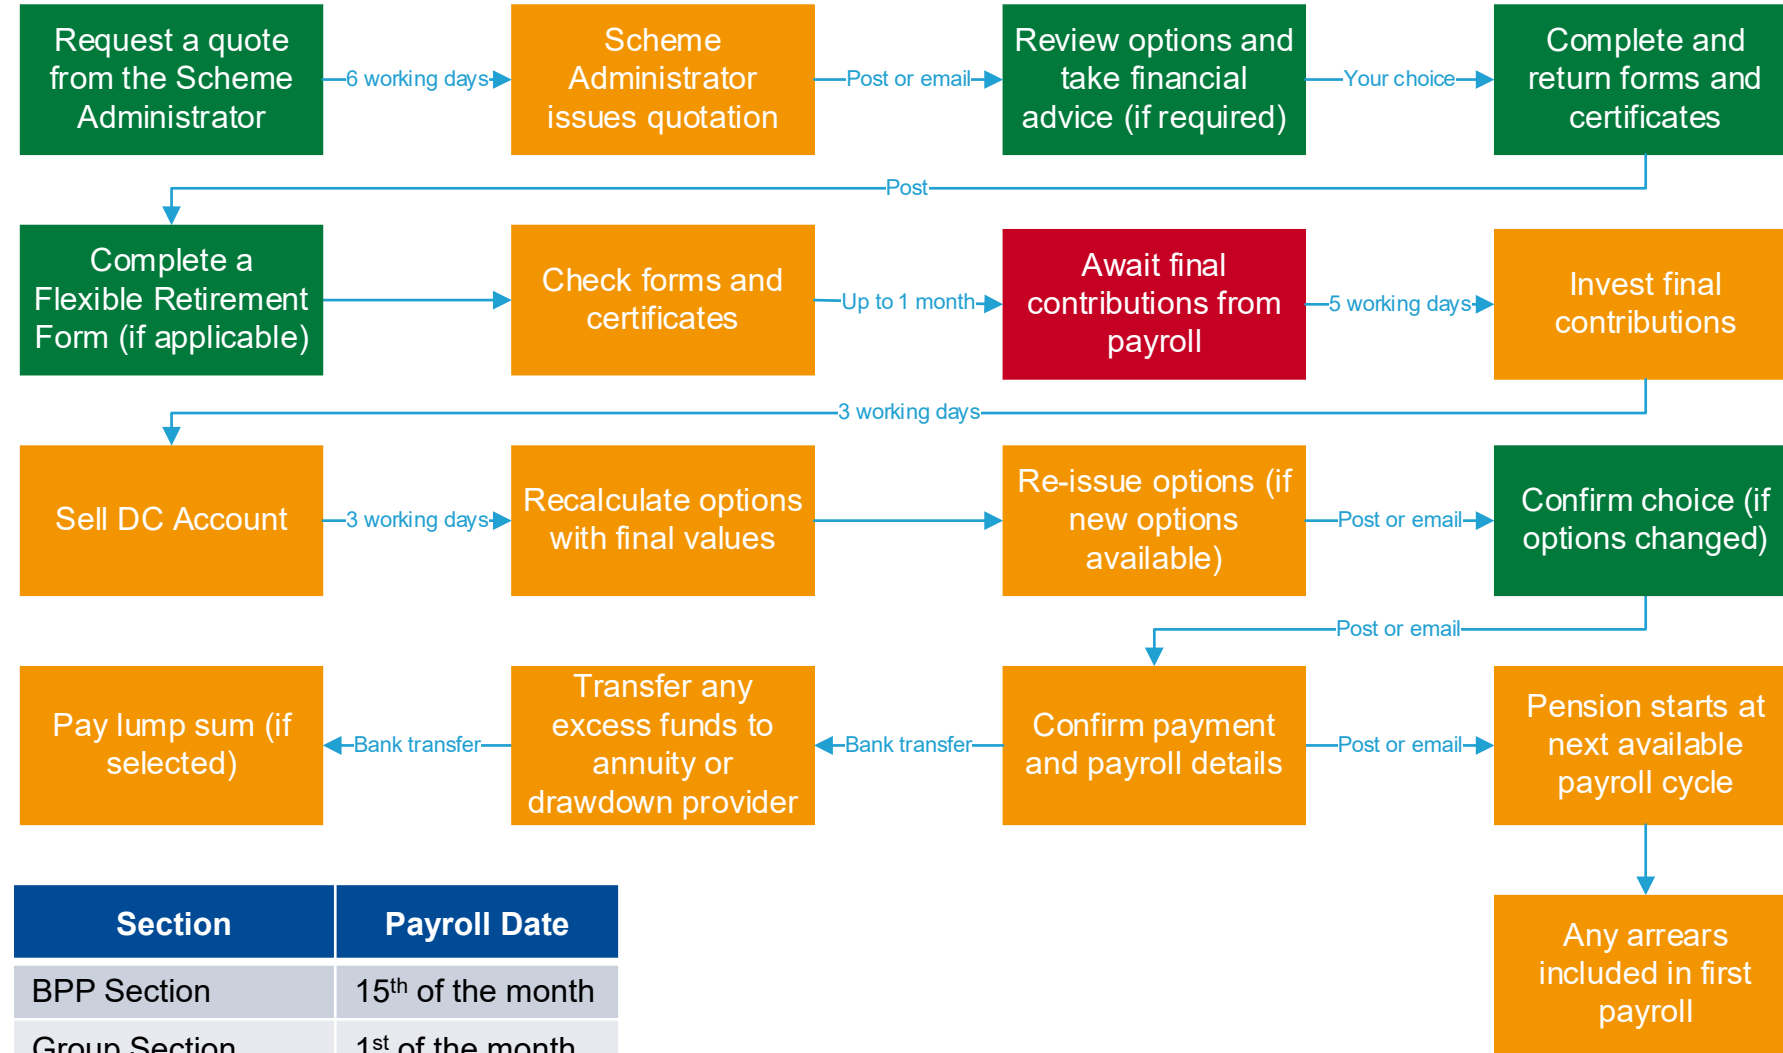 Request a quote
from the Scheme
Administrator
6 working days
Scheme
Administrator
issues quotation
Post or email
Review options and
take financial
advice (if required)
Your choice
Complete and
return forms and
certificates
Post
Complete a
Flexible Retirement
Form (if applicable)
Check forms and
certificates
Up to 1 month
Await final
contributions from
payroll
5 working days
Invest final
contributions
3 working days
Sell DC Account
3 working days
Recalculate options
with final values
Re-issue options (if
new options
available)
Post or email
Confirm choice (if
options changed)
Post or email
Pay lump sum (if
selected)
Bank transfer
Transfer any
excess funds to
annuity or
drawdown provider
Bank transfer
Confirm payment
and payroll details
Post or email
Pension starts at
next available
payroll cycle
Any arrears
included in first
payroll
Section Payroll Date
BPP Section 15th of the month
Group Section 1st of the month